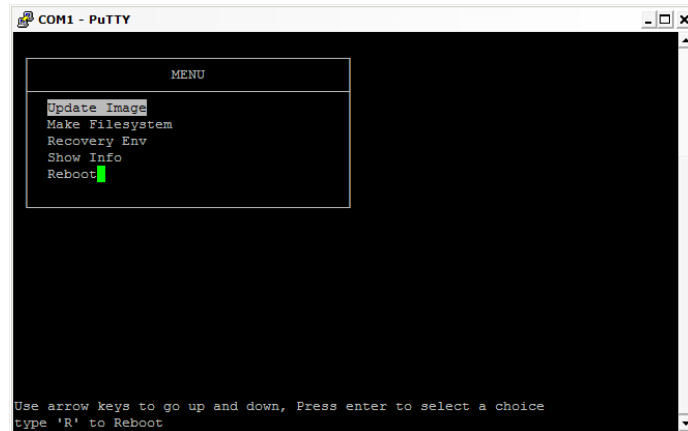 COM1 - PuTTY
MENU
Update Image
Make Filesystem
Recovery Env
Show Info
Reboot
Use arrow keys to go up and down, Press enter to select a choice
type 'R' to Reboot